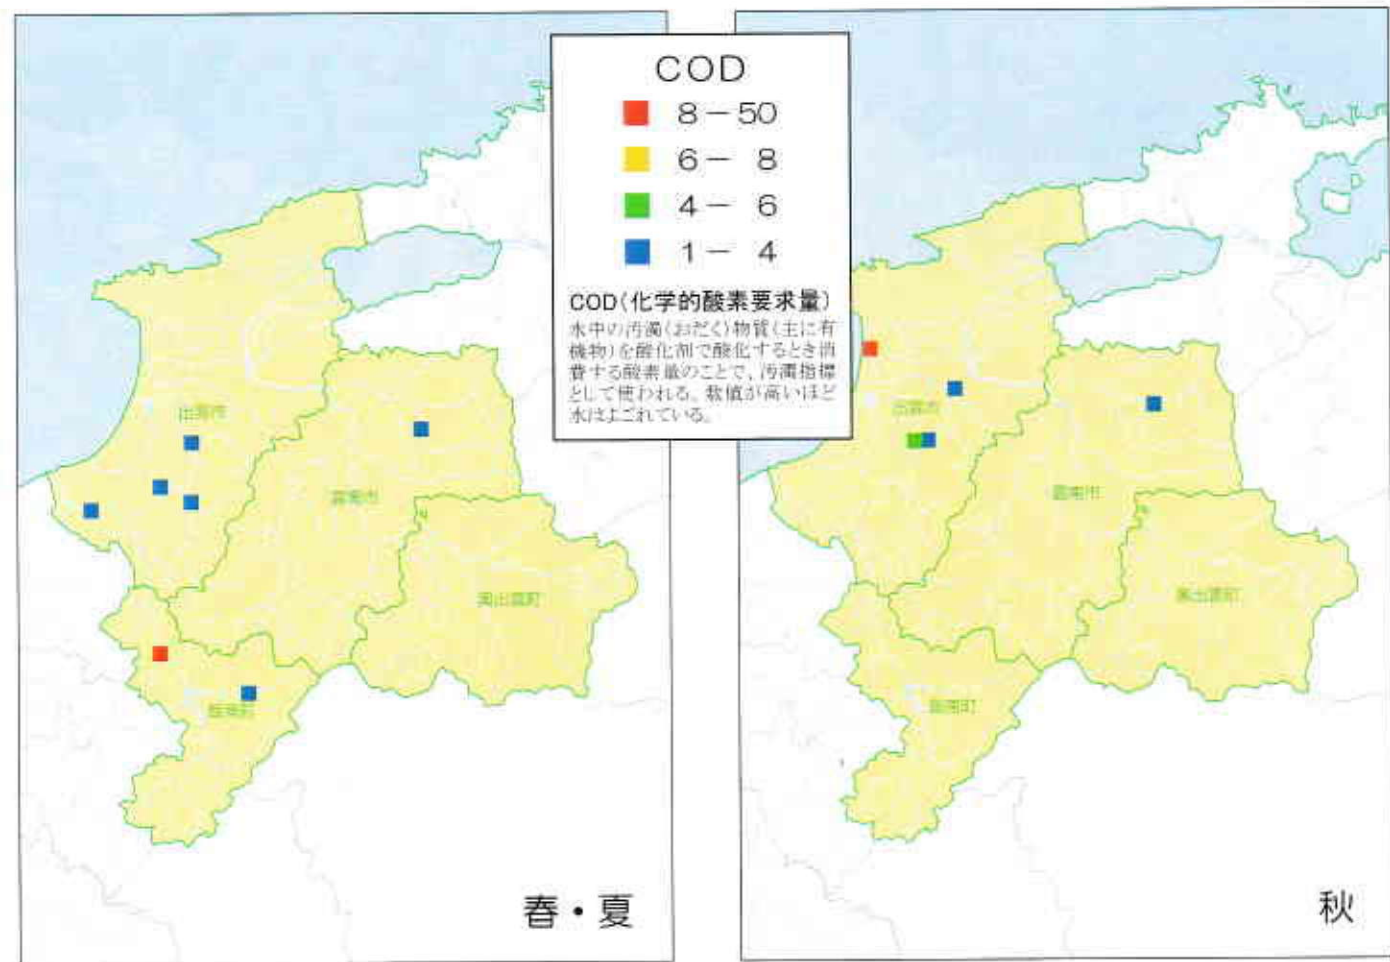 COD
8－50
6－ 8
4－ 6
1－ 4
COD(化学的酸素要求量)
水中の汚濁(おだく)物質(主に有
機物)を酸化剤で酸化するとき消
費する酸素量のことで、汚濁指標
として使われる。数値が高いほど
水はよごれている。
出雲市
雲南市
奥出雲町
飯南町
春・夏
出雲市
雲南市
奥出雲町
飯南町
秋